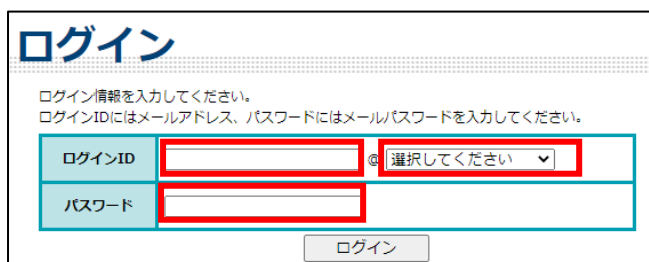 ログイン
ログイン情報を入力してください。
ログインIDにはメールアドレス、パスワードにはメールパスワードを入力してください。
ログインID @ 選択してください
パスワード
ログイン